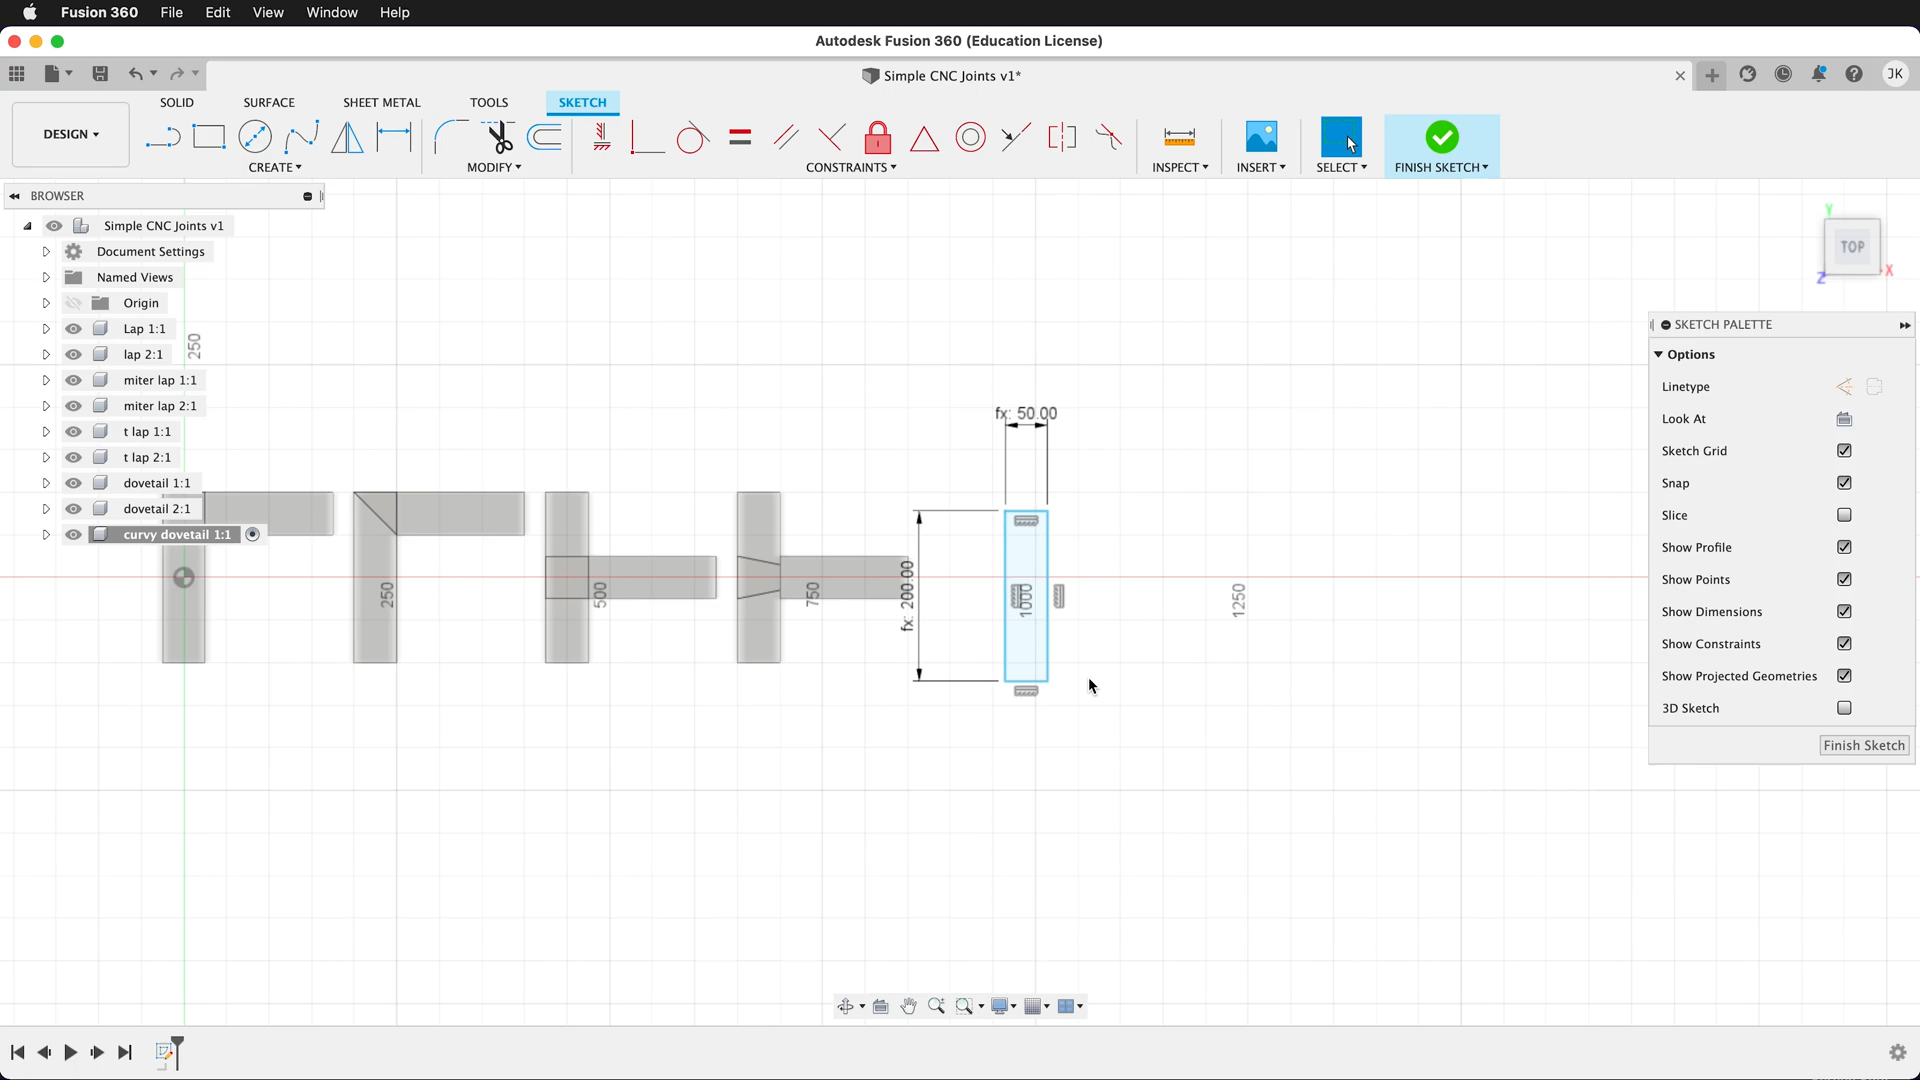 Fusion 360 File Edit View Window Help
Autodesk Fusion 360 (Education License)
Simple CNC Joints v1*
JK
DESIGN
SOLID SURFACE SHEET METAL TOOLS SKETCH
CREATE MODIFY CONSTRAINTS INSPECT INSERT SELECT FINISH SKETCH
BROWSER
Simple CNC Joints v1
Document Settings
Named Views
Origin
Lap 1:1
lap 2:1
miter lap 1:1
miter lap 2:1
t lap 1:1
t lap 2:1
dovetail 1:1
dovetail 2:1
curvy dovetail 1:1
250
250
500
750
fx: 200.00
fx: 50.00
1000
1250
Y
TOP
X
Z
SKETCH PALETTE
Options
Linetype
Look At
Sketch Grid
Snap
Slice
Show Profile
Show Points
Show Dimensions
Show Constraints
Show Projected Geometries
3D Sketch
Finish Sketch